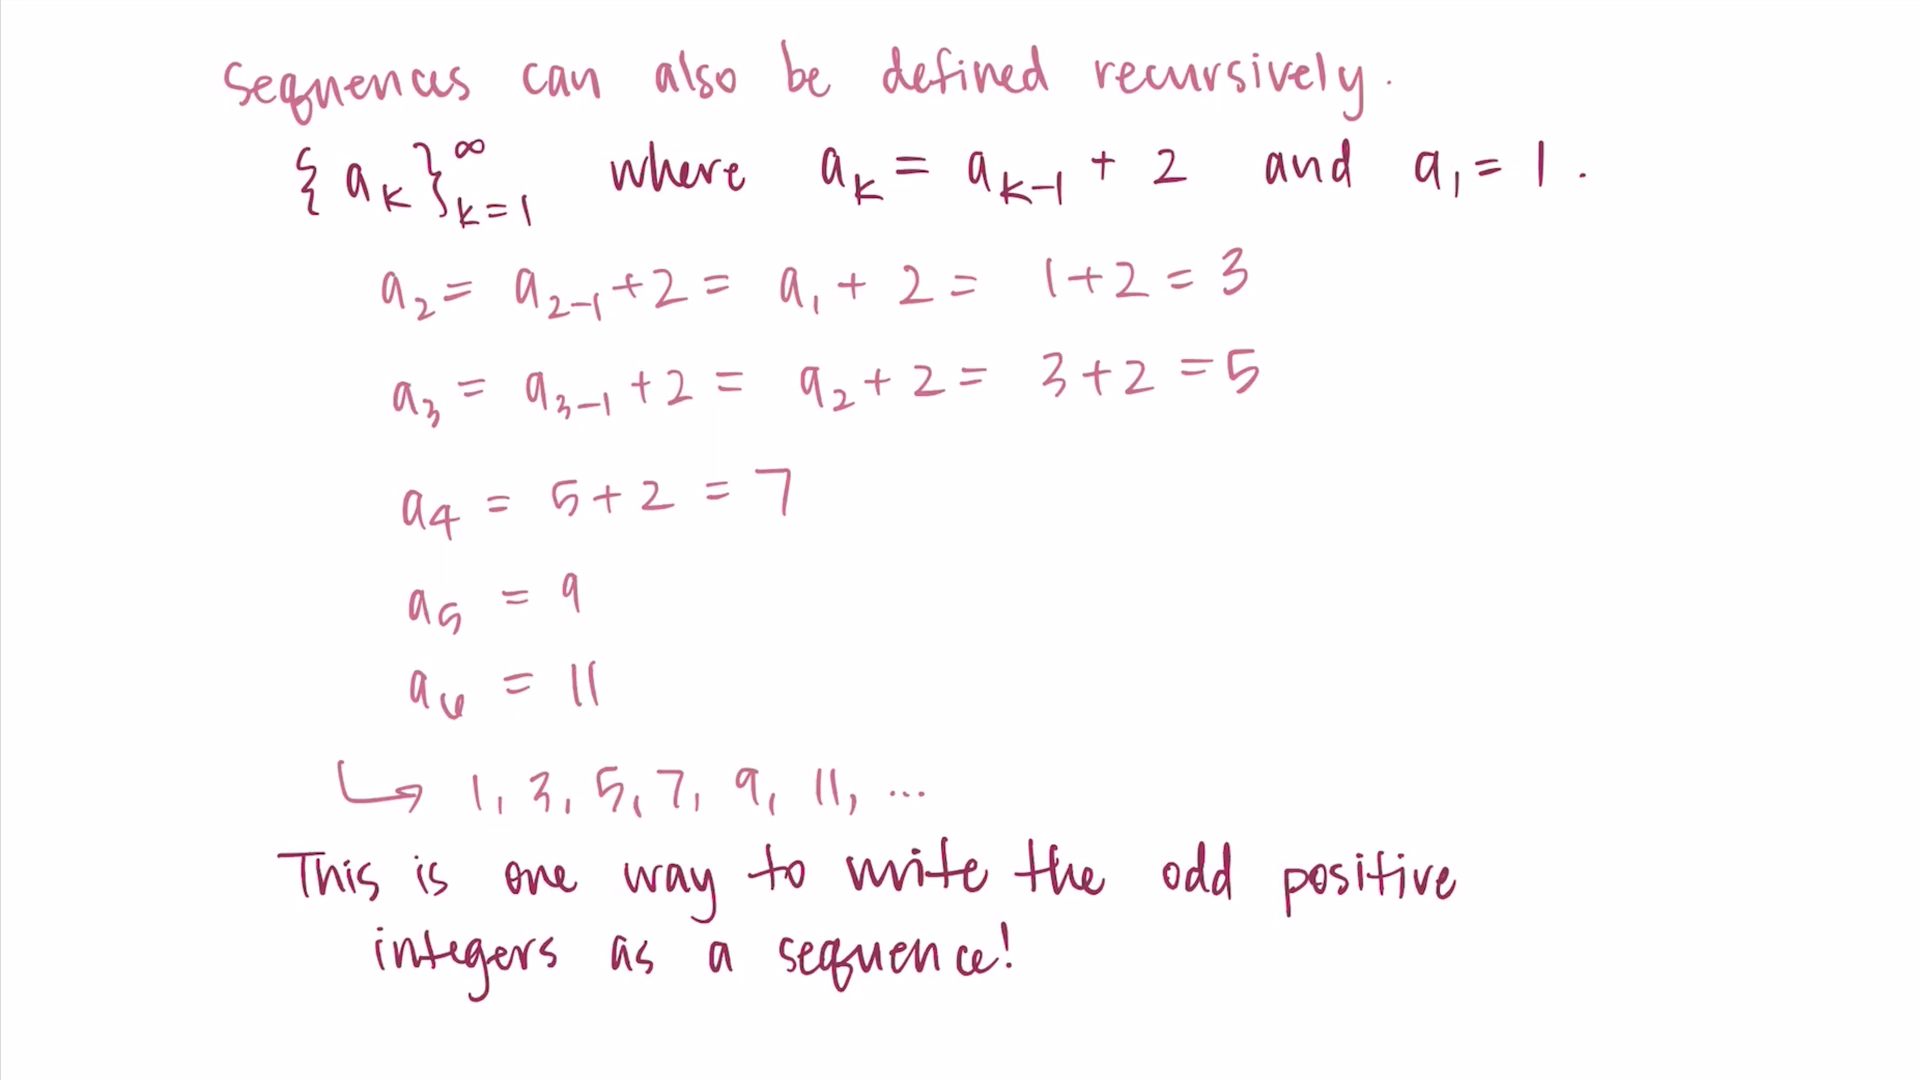 Sequences can also be defined recursively.
{a_k}_{k=1}^∞ where a_k = a_{k-1} + 2 and a_1 = 1.
a_2 = a_{2-1} + 2 = a_1 + 2 = 1 + 2 = 3
a_3 = a_{3-1} + 2 = a_2 + 2 = 3 + 2 = 5
a_4 = 5 + 2 = 7
a_5 = 9
a_6 = 11
↳ 1, 3, 5, 7, 9, 11, ...
This is one way to write the odd positive
integers as a sequence!